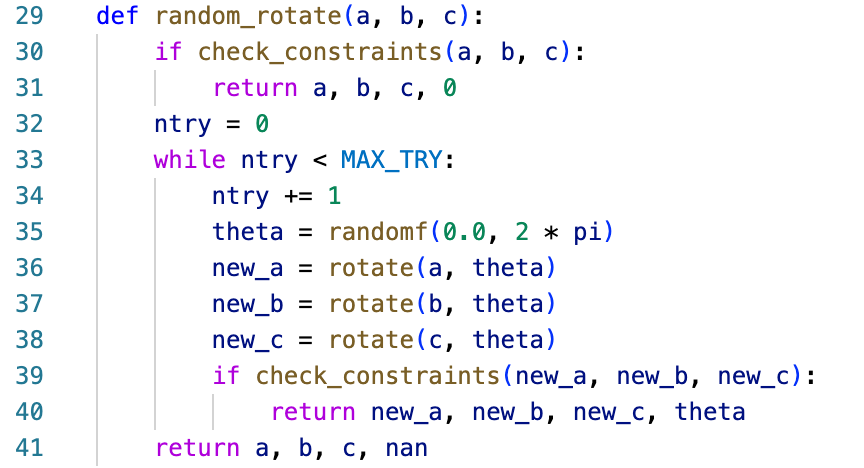 29 def random_rotate(a, b, c):
30 if check_constraints(a, b, c):
31 return a, b, c, 0
32 ntry = 0
33 while ntry < MAX_TRY:
34 ntry += 1
35 theta = randomf(0.0, 2 * pi)
36 new_a = rotate(a, theta)
37 new_b = rotate(b, theta)
38 new_c = rotate(c, theta)
39 if check_constraints(new_a, new_b, new_c):
40 return new_a, new_b, new_c, theta
41 return a, b, c, nan